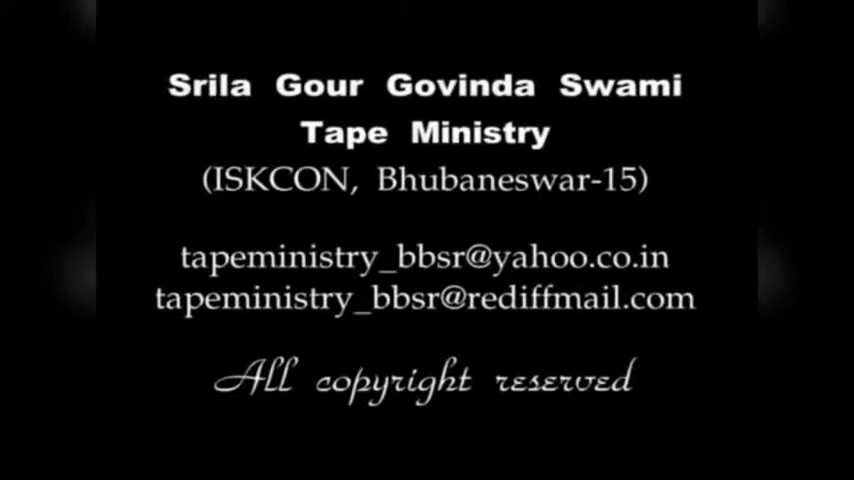 Srila Gour Govinda Swami
Tape Ministry
(ISKCON, Bhubaneswar-15)
tapeministry_bbsr@yahoo.co.in
tapeministry_bbsr@rediffmail.com
All copyright reserved